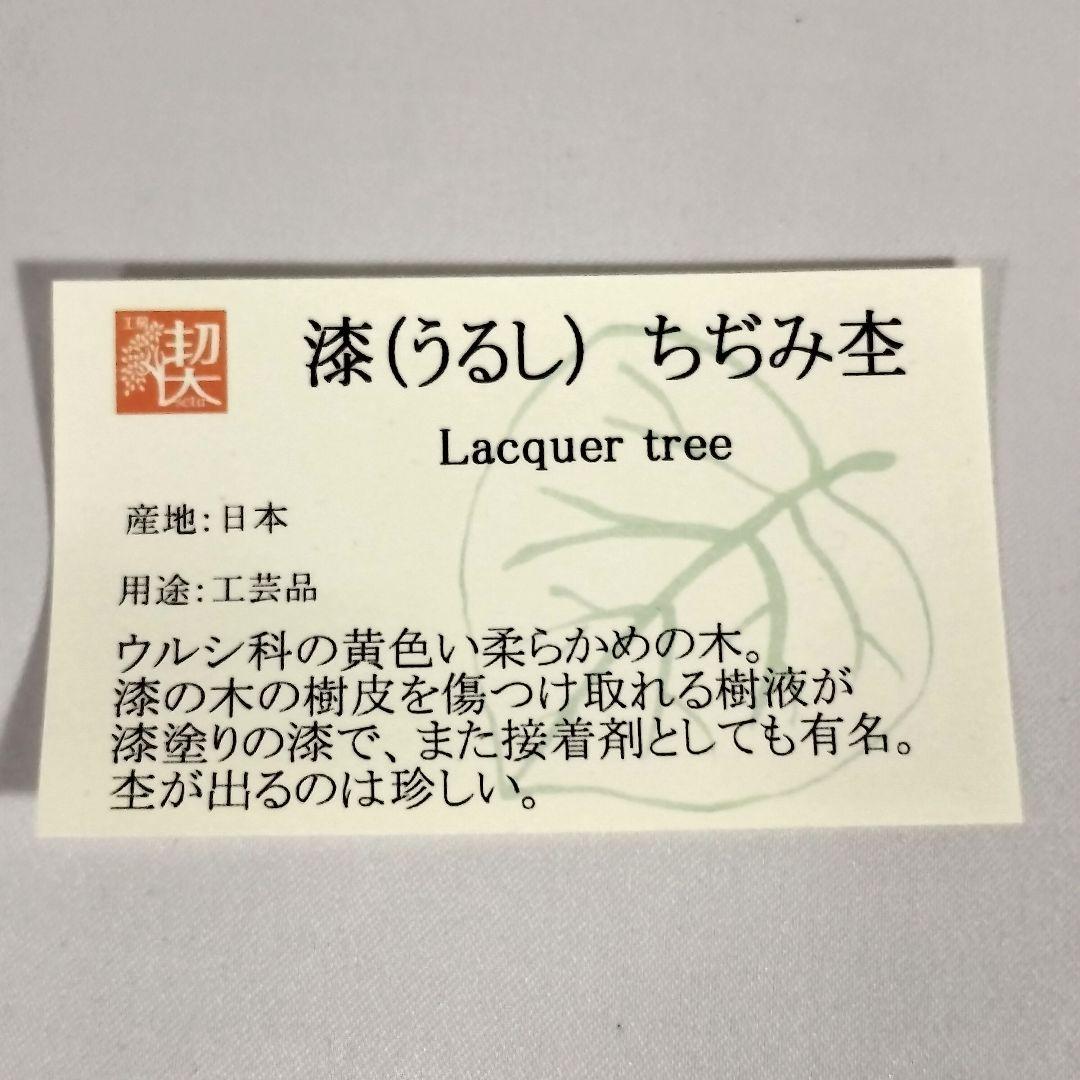 工房
契
漆(うるし) ちぢみ杢
Lacquer tree
産地:日本
用途:工芸品
ウルシ科の黄色い柔らかめの木。
漆の木の樹皮を傷つけ取れる樹液が
漆塗りの漆で、また接着剤としても有名。
杢が出るのは珍しい。